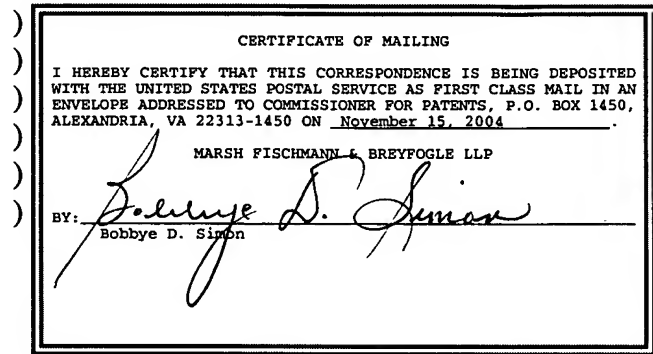 )
)
)
)
)
)
)
CERTIFICATE OF MAILING
I HEREBY CERTIFY THAT THIS CORRESPONDENCE IS BEING DEPOSITED
WITH THE UNITED STATES POSTAL SERVICE AS FIRST CLASS MAIL IN AN
ENVELOPE ADDRESSED TO COMMISSIONER FOR PATENTS, P.O. BOX 1450,
ALEXANDRIA, VA 22313-1450 ON November 15, 2004.
MARSH FISCHMANN & BREYFOGLE LLP
BY: Bobbye D. Simon
Bobbye D. Simon